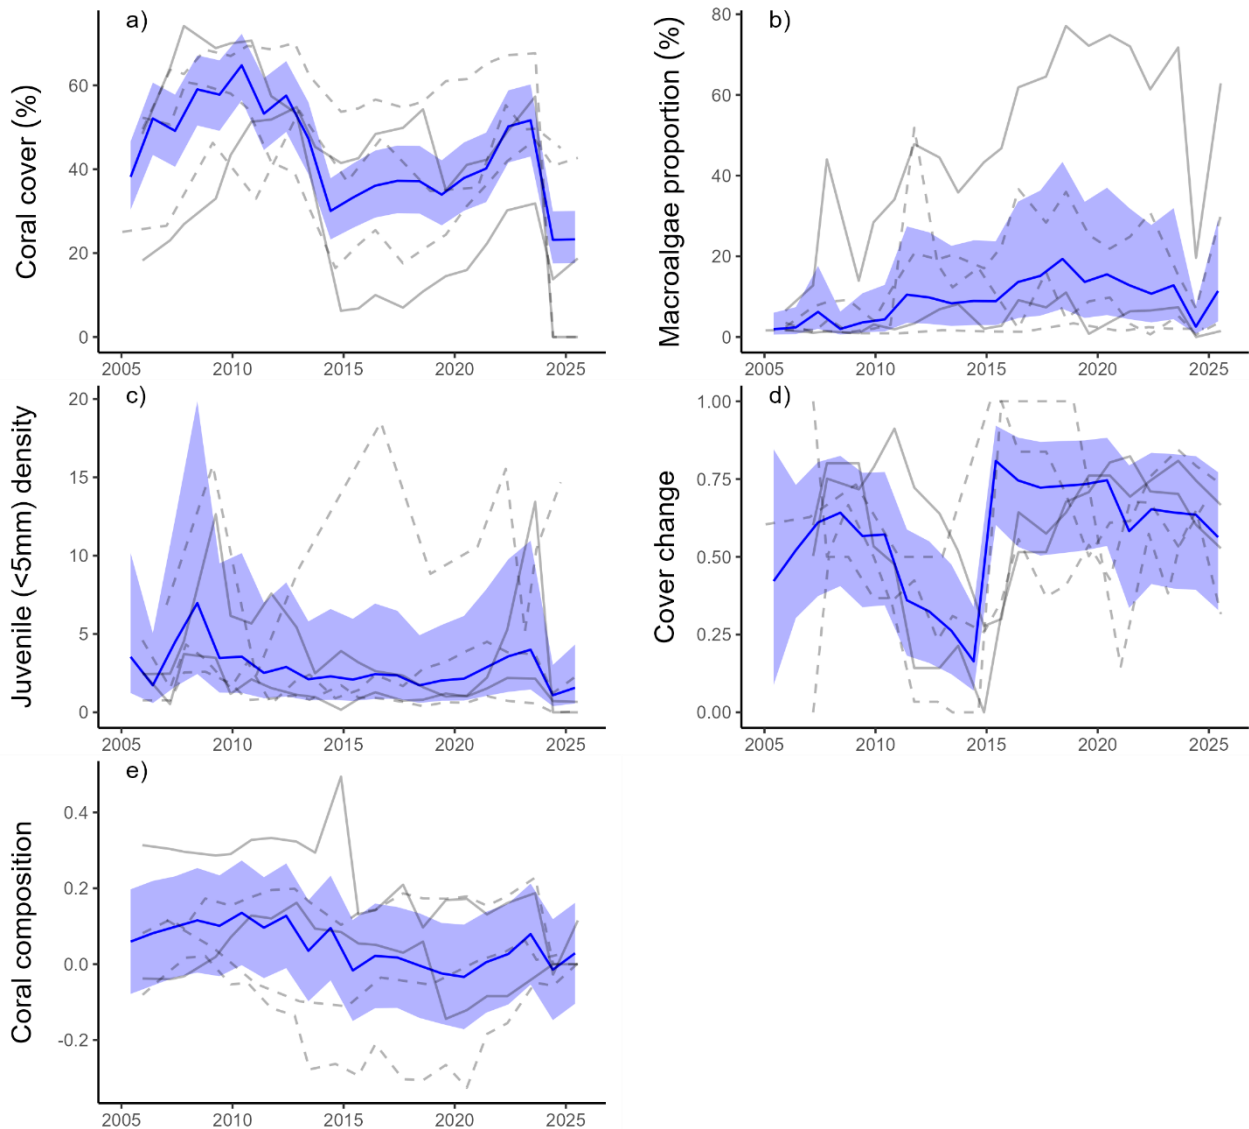 a)
Coral cover (%)
60
40
20
0
2005 2010 2015 2020 2025
b)
Macroalgae proportion (%)
80
60
40
20
0
2005 2010 2015 2020 2025
c)
Juvenile (<5mm) density
20
15
10
5
0
2005 2010 2015 2020 2025
d)
Cover change
1.00
0.75
0.50
0.25
0.00
2005 2010 2015 2020 2025
e)
Coral composition
0.4
0.2
0.0
-0.2
2005 2010 2015 2020 2025